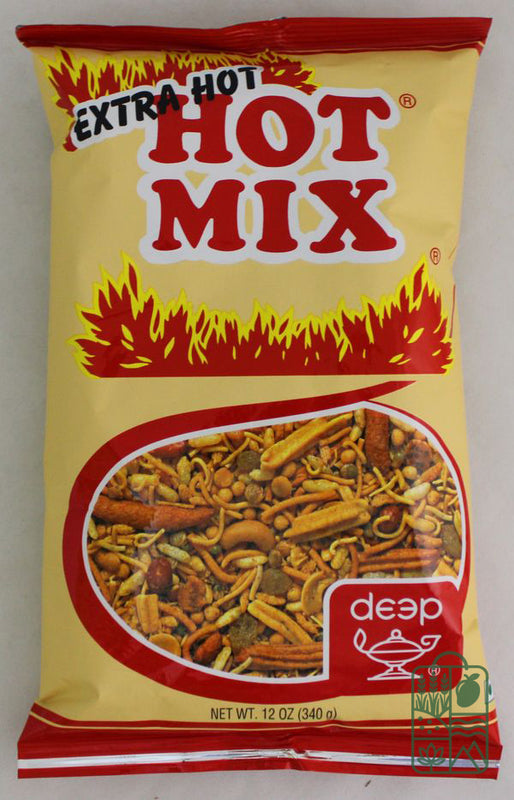 EXTRA HOT
HOT ®
MIX
®
deep
®
NET WT. 12 OZ (340 g)